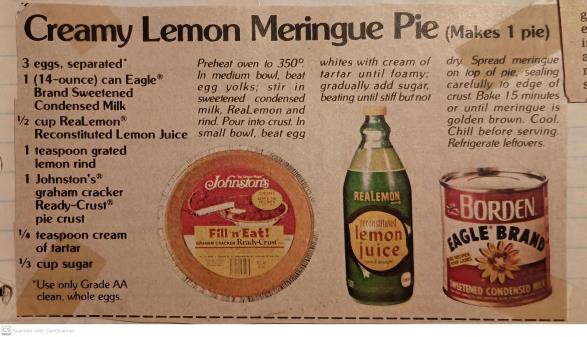 Creamy Lemon Meringue Pie (Makes 1 pie)
3 eggs, separated*
1 (14-ounce) can Eagle®
Brand Sweetened
Condensed Milk
½ cup ReaLemon®
Reconstituted Lemon Juice
1 teaspoon grated
lemon rind
1 Johnston's®
graham cracker
Ready-Crust®
pie crust
¼ teaspoon cream
of tartar
⅓ cup sugar
*Use only Grade AA
clean, whole eggs.
Preheat oven to 350°.
In medium bowl, beat
egg yolks; stir in
sweetened condensed
milk, ReaLemon and
rind. Pour into crust. In
small bowl, beat egg
whites with cream of
tartar until foamy;
gradually add sugar,
beating until stiff but not
dry. Spread meringue
on top of pie, sealing
carefully to edge of
crust. Bake 15 minutes
or until meringue is
golden brown. Cool.
Chill before serving.
Refrigerate leftovers.
Johnston's
Fill'n'Eat!
GRAHAM CRACKER Ready-Crust
REALEMON
reconstituted
lemon
juice
BORDEN
EAGLE BRAND
SWEETENED CONDENSED MILK
CS Scanned with CamScanner